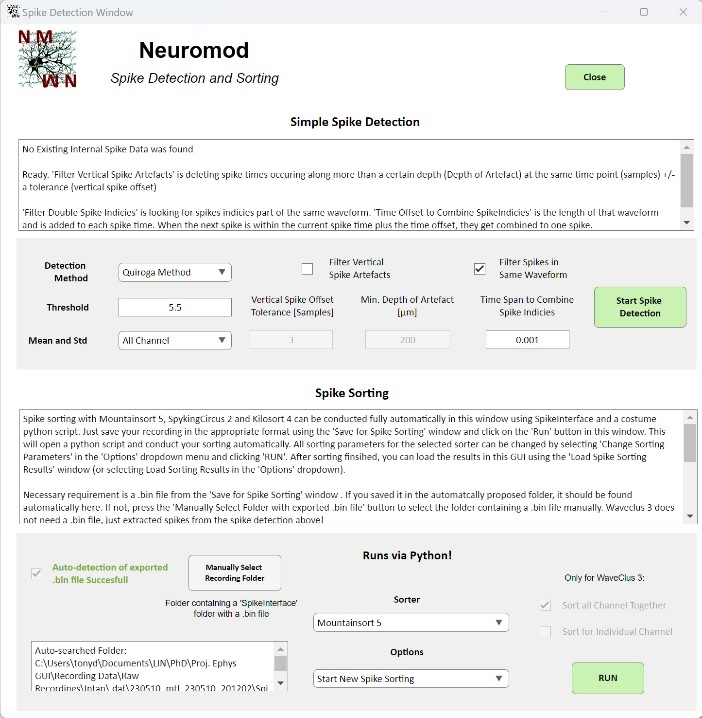 Spike Detection Window
N M
M N
Neuromod
Spike Detection and Sorting
Close
Simple Spike Detection
No Existing Internal Spike Data was found
Ready. 'Filter Vertical Spike Artefacts' is deleting spike times occuring along more than a certain depth (Depth of Artefact) at the same time point (samples) +/-
a tolerance (vertical spike offset)
'Filter Double Spike Indicies' is looking for spikes indicies part of the same waveform. 'Time Offset to Combine SpikeIndicies' is the length of that waveform
and is added to each spike time. When the next spike is within the current spike time plus the time offset, they get combined to one spike.
Detection
Method
Quiroga Method
Filter Vertical
Spike Artefacts
Filter Spikes in
Same Waveform
Threshold
5.5
Vertical Spike Offset
Tolerance [Samples]
Min. Depth of Artefact
[µm]
Time Span to Combine
Spike Indicies
Start Spike
Detection
Mean and Std
All Channel
3
200
0.001
Spike Sorting
Spike sorting with Mountainsort 5, SpykingCircus 2 and Kilosort 4 can be conducted fully automatically in this window using SpikeInterface and a costume
python script. Just save your recording in the appropriate format using the 'Save for Spike Sorting' window and click on the 'Run' button in this window. This
will open a python script and conduct your sorting automatically. All sorting parameters for the selected sorter can be changed by selecting 'Change Sorting
Parameters' in the 'Options' dropdown menu and clicking 'RUN'. After sorting finsihed, you can load the results in this GUI using the 'Load Spike Sorting
Results' window (or selecting Load Sorting Results in the 'Options' dropdown).
Necessary requirement is a .bin file from the 'Save for Spike Sorting' window . If you saved it in the automatcally proposed folder, it should be found
automatically here. If not, press the 'Manually Select Folder with exported .bin file' button to select the folder containing a .bin file manually. Waveclus 3 does
not need a .bin file, just extracted spikes from the spike detection above!
Auto-detection of exported
.bin file Succesfull
Manually Select
Recording Folder
Folder containing a 'SpikeInterface'
folder with a .bin file
Runs via Python!
Only for WaveClus 3:
Sorter
Mountainsort 5
Sort all Channel Together
Sort for Individual Channel
Auto-searched Folder:
C:\Users\tonyd\Documents\LIN\PhD\Proj. Ephys
GUI\Recording Data\Raw
Recordings\Intan\_dat\230510_mtl_230510_201202\Spi
Options
Start New Spike Sorting
RUN